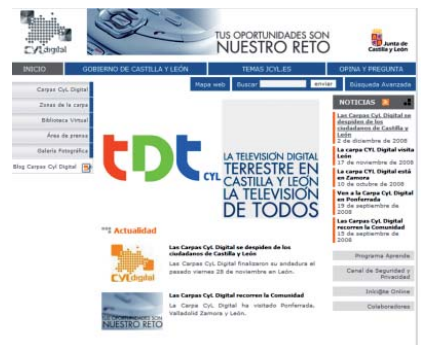 CYLdigital
TUS OPORTUNIDADES SON
NUESTRO RETO
Junta de
Castilla y León
INICIO
GOBIERNO DE CASTILLA Y LEÓN
TEMAS JCYL.ES
OPINA Y PREGUNTA
Mapa web
Buscar
enviar
Búsqueda Avanzada
Carpas CyL Digital
Zonas de la carpa
Biblioteca Virtual
Área de prensa
Galería Fotográfica
Blog Carpas Cyl Digital
tdt CYL
LA TELEVISIÓN DIGITAL
TERRESTRE EN
CASTILLA Y LEÓN
LA TELEVISIÓN
DE TODOS
Actualidad
Las Carpas CyL Digital se despiden de los
ciudadanos de Castilla y León
Las Carpas CyL Digital finalizaron su andadura el
pasado viernes 28 de noviembre en León.
CYLdigital
Las Carpas CyL Digital recorren la Comunidad
La Carpa CYL Digital ha visitado Ponferrada,
Valladolid Zamora y León.
TUS OPORTUNIDADES SON
NUESTRO RETO
NOTICIAS
Las Carpas CyL Digital se
despiden de los
ciudadanos de Castilla y
León
2 de diciembre de 2008
La carpa CYL Digital visita
León
17 de noviembre de 2008
La carpa CYL Digital está
en Zamora
10 de octubre de 2008
Ven a la Carpa CyL Digital
en Ponferrada
19 de septiembre de
2008
Las Carpas CyL Digital
recorren la Comunidad
15 de septiembre de
2008
Programa Aprende
Canal de Seguridad y
Privacidad
Iníci@te Online
Colaboradores